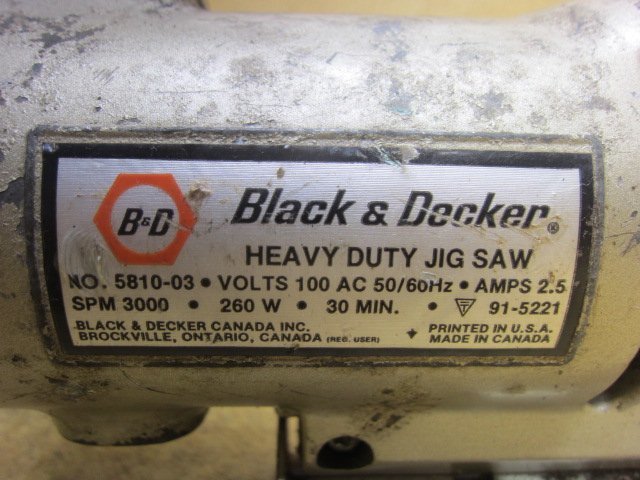 B&D Black & Decker®
HEAVY DUTY JIG SAW
NO. 5810-03 • VOLTS 100 AC 50/60Hz • AMPS 2.5
SPM 3000 • 260 W • 30 MIN. • 91-5221
BLACK & DECKER CANADA INC. PRINTED IN U.S.A.
BROCKVILLE, ONTARIO, CANADA (REG. USER) MADE IN CANADA